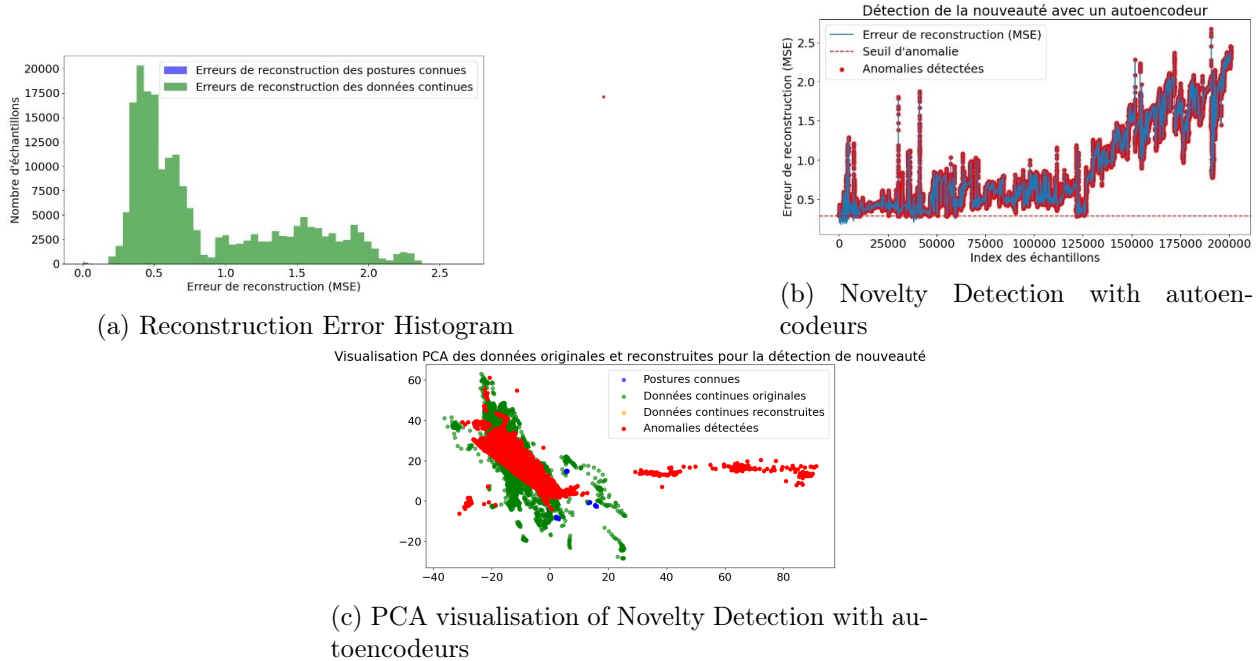 Erreurs de reconstruction des postures connues
Erreurs de reconstruction des données continues
Nombre d'échantillons
20000
17500
15000
12500
10000
7500
5000
2500
0
0.0 0.5 1.0 1.5 2.0 2.5
Erreur de reconstruction (MSE)
(a) Reconstruction Error Histogram
Détection de la nouveauté avec un autoencodeur
Erreur de reconstruction (MSE)
Seuil d'anomalie
Anomalies détectées
Erreur de reconstruction (MSE)
2.5
2.0
1.5
1.0
0.5
0 25000 50000 75000 100000 125000 150000 175000 200000
Index des échantillons
(b) Novelty Detection with autoen-
codeurs
Visualisation PCA des données originales et reconstruites pour la détection de nouveauté
Postures connues
Données continues originales
Données continues reconstruites
Anomalies détectées
60
40
20
0
−20
−40 −20 0 20 40 60 80
(c) PCA visualisation of Novelty Detection with au-
toencodeurs